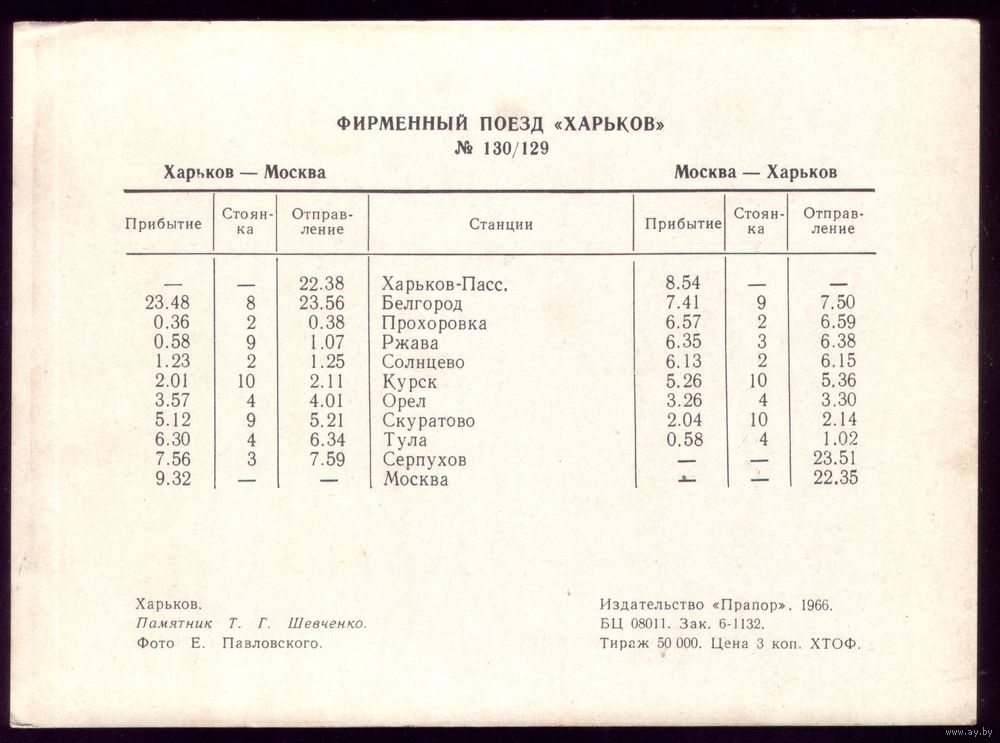 ФИРМЕННЫЙ ПОЕЗД «ХАРЬКОВ»
№ 130/129
Харьков — Москва Москва — Харьков
Прибытие Стоян-ка Отправ-ление Станции Прибытие Стоян-ка Отправ-ление
— — 22.38 Харьков-Пасс. 8.54 — —
23.48 8 23.56 Белгород 7.41 9 7.50
0.36 2 0.38 Прохоровка 6.57 2 6.59
0.58 9 1.07 Ржава 6.35 3 6.38
1.23 2 1.25 Солнцево 6.13 2 6.15
2.01 10 2.11 Курск 5.26 10 5.36
3.57 4 4.01 Орел 3.26 4 3.30
5.12 9 5.21 Скуратово 2.04 10 2.14
6.30 4 6.34 Тула 0.58 4 1.02
7.56 3 7.59 Серпухов — — 23.51
9.32 — — Москва — — 22.35
Харьков.
Памятник Т. Г. Шевченко.
Фото Е. Павловского.
Издательство «Прапор». 1966.
БЦ 08011. Зак. 6-1132.
Тираж 50 000. Цена 3 коп. ХТОФ.
www.ay.by